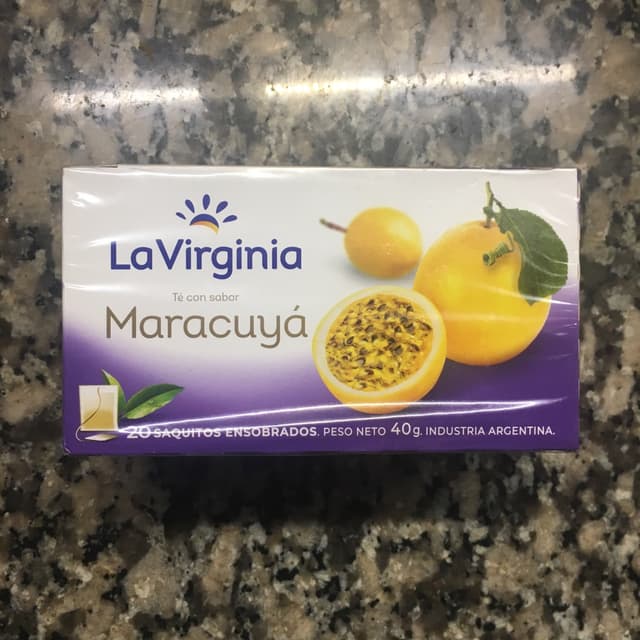 LaVirginia
Té con sabor
Maracuyá
20 SAQUITOS ENSOBRADOS. PESO NETO 40g. INDUSTRIA ARGENTINA.